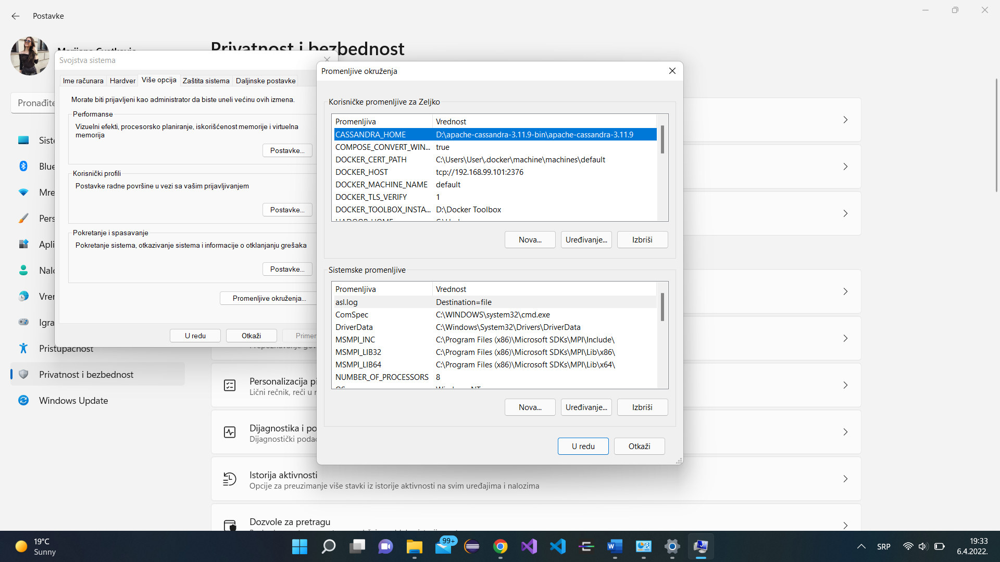 Postavke
Privatnost i bezbednost
Svojstva sistema
Ime računara
Hardver
Više opcija
Zaštita sistema
Daljinske postavke
Morate biti prijavljeni kao administrator da biste uneli većinu ovih izmena.
Performanse
Vizuelni efekti, procesorsko planiranje, iskorišćenost memorije i virtuelna
memorija
Postavke...
Korisnički profili
Postavke radne površine u vezi sa vašim prijavljivanjem
Postavke...
Pokretanje i spasavanje
Pokretanje sistema, otkazivanje sistema i informacije o otklanjanju grešaka
Postavke...
Promenljive okruženja...
U redu
Otkaži
Primer
Pronađite
Siste
Blue
Mre
Pers
Apli
Nalo
Vrem
Igra
Pristupačnost
Privatnost i bezbednost
Windows Update
Promenljive okruženja
Korisničke promenljive za Zeljko
Promenljiva Vrednost
CASSANDRA_HOME D:\apache-cassandra-3.11.9-bin\apache-cassandra-3.11.9
COMPOSE_CONVERT_WIN... true
DOCKER_CERT_PATH C:\Users\User\.docker\machine\machines\default
DOCKER_HOST tcp://192.168.99.101:2376
DOCKER_MACHINE_NAME default
DOCKER_TLS_VERIFY 1
DOCKER_TOOLBOX_INSTA... D:\Docker Toolbox
Nova...
Uređivanje...
Izbriši
Sistemske promenljive
Promenljiva Vrednost
asl.log Destination=file
ComSpec C:\WINDOWS\system32\cmd.exe
DriverData C:\Windows\System32\Drivers\DriverData
MSMPI_INC C:\Program Files (x86)\Microsoft SDKs\MPI\Include\
MSMPI_LIB32 C:\Program Files (x86)\Microsoft SDKs\MPI\Lib\x86\
MSMPI_LIB64 C:\Program Files (x86)\Microsoft SDKs\MPI\Lib\x64\
NUMBER_OF_PROCESSORS 8
Nova...
Uređivanje...
Izbriši
U redu
Otkaži
Personalizacija pi
Lični rečnik, reči u r
Dijagnostika i po
Dijagnostički podac
Istorija aktivnosti
Opcije za preuzimanje više stavki iz istorije aktivnosti na svim uređajima i nalozima
Dozvole za pretragu
19°C
Sunny
99+
SRP
19:33
6.4.2022.